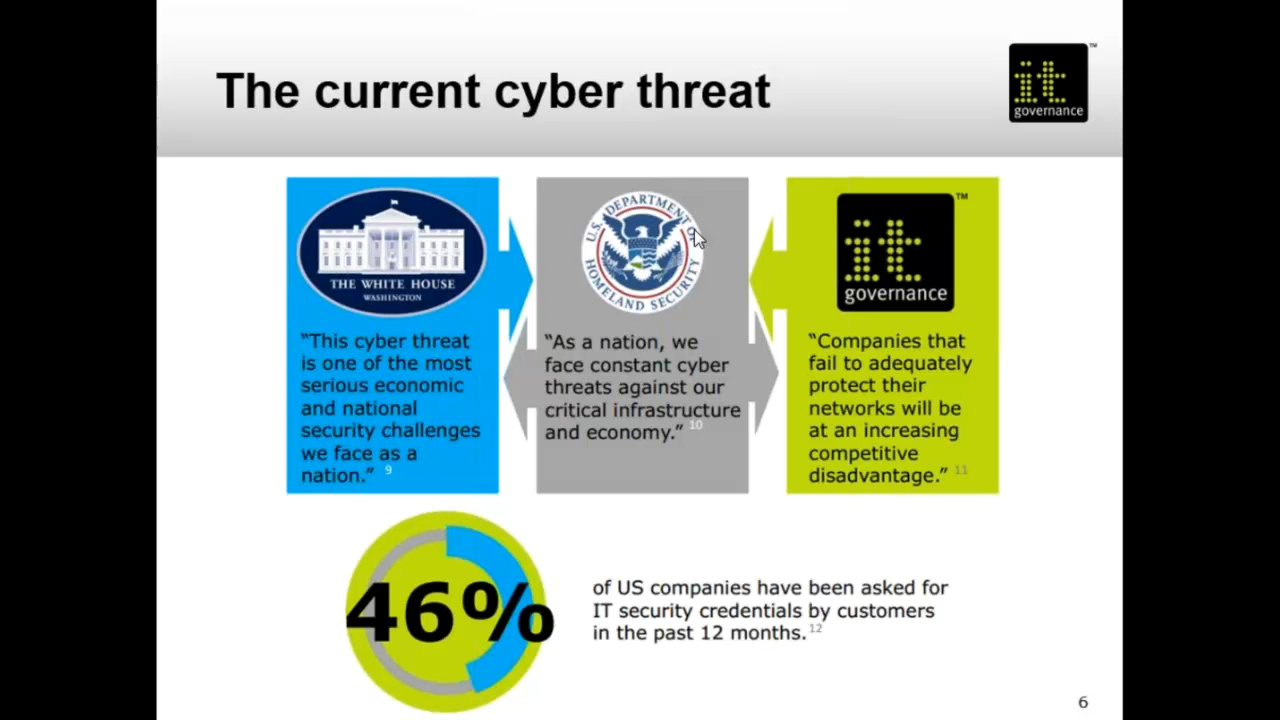 The current cyber threat
it
governance
TM
THE WHITE HOUSE
WASHINGTON
“This cyber threat
is one of the most
serious economic
and national
security challenges
we face as a
nation.” 9
U.S. DEPARTMENT OF
HOMELAND SECURITY
“As a nation, we
face constant cyber
threats against our
critical infrastructure
and economy.” 10
it
governance
TM
“Companies that
fail to adequately
protect their
networks will be
at an increasing
competitive
disadvantage.” 11
46%
of US companies have been asked for
IT security credentials by customers
in the past 12 months.12
6